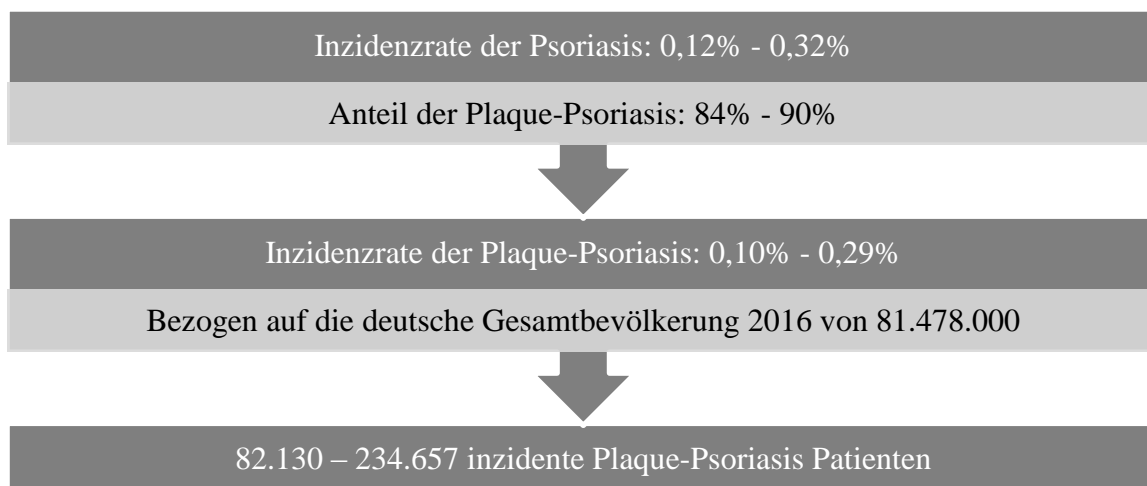 Inzidenzrate der Psoriasis: 0,12% - 0,32%
Anteil der Plaque-Psoriasis: 84% - 90%
Inzidenzrate der Plaque-Psoriasis: 0,10% - 0,29%
Bezogen auf die deutsche Gesamtbevölkerung 2016 von 81.478.000
82.130 – 234.657 inzidente Plaque-Psoriasis Patienten